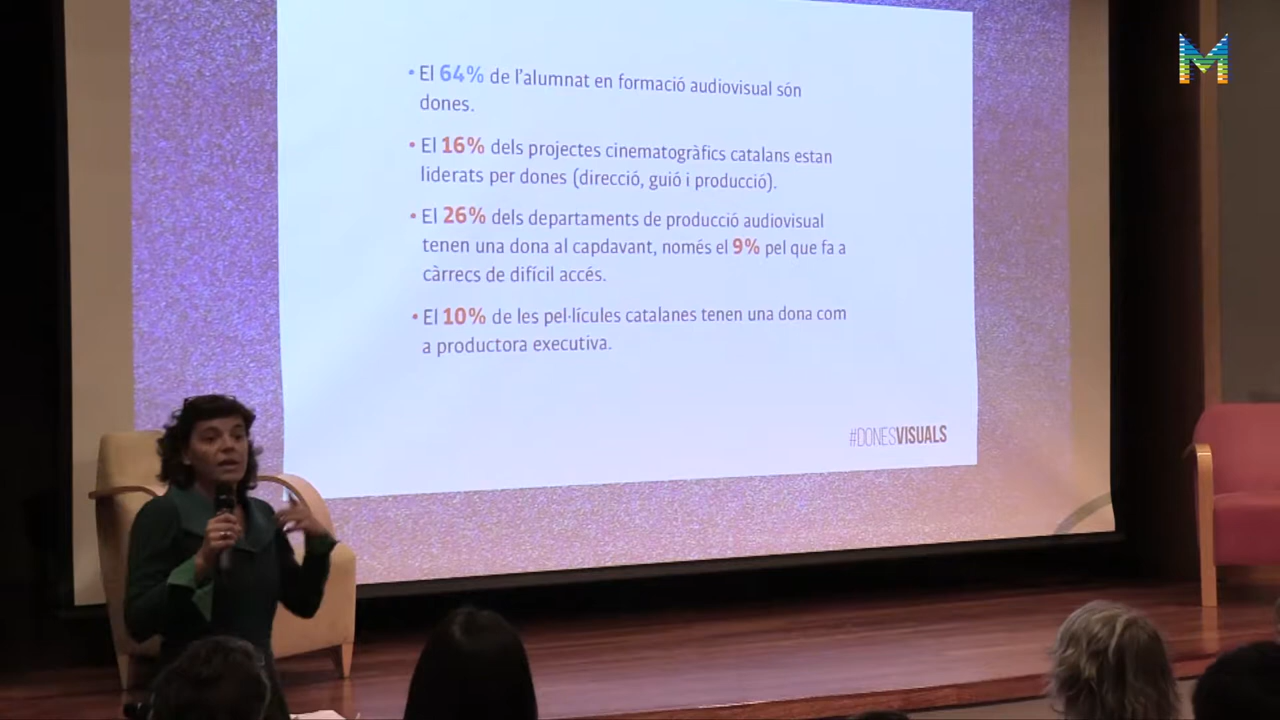 • El 64% de l'alumnat en formació audiovisual són
dones.
• El 16% dels projectes cinematogràfics catalans estan
liderats per dones (direcció, guió i producció).
• El 26% dels departaments de producció audiovisual
tenen una dona al capdavant, només el 9% pel que fa a
càrrecs de difícil accés.
• El 10% de les pel·lícules catalanes tenen una dona com
a productora executiva.
#DONESVISUALS
M